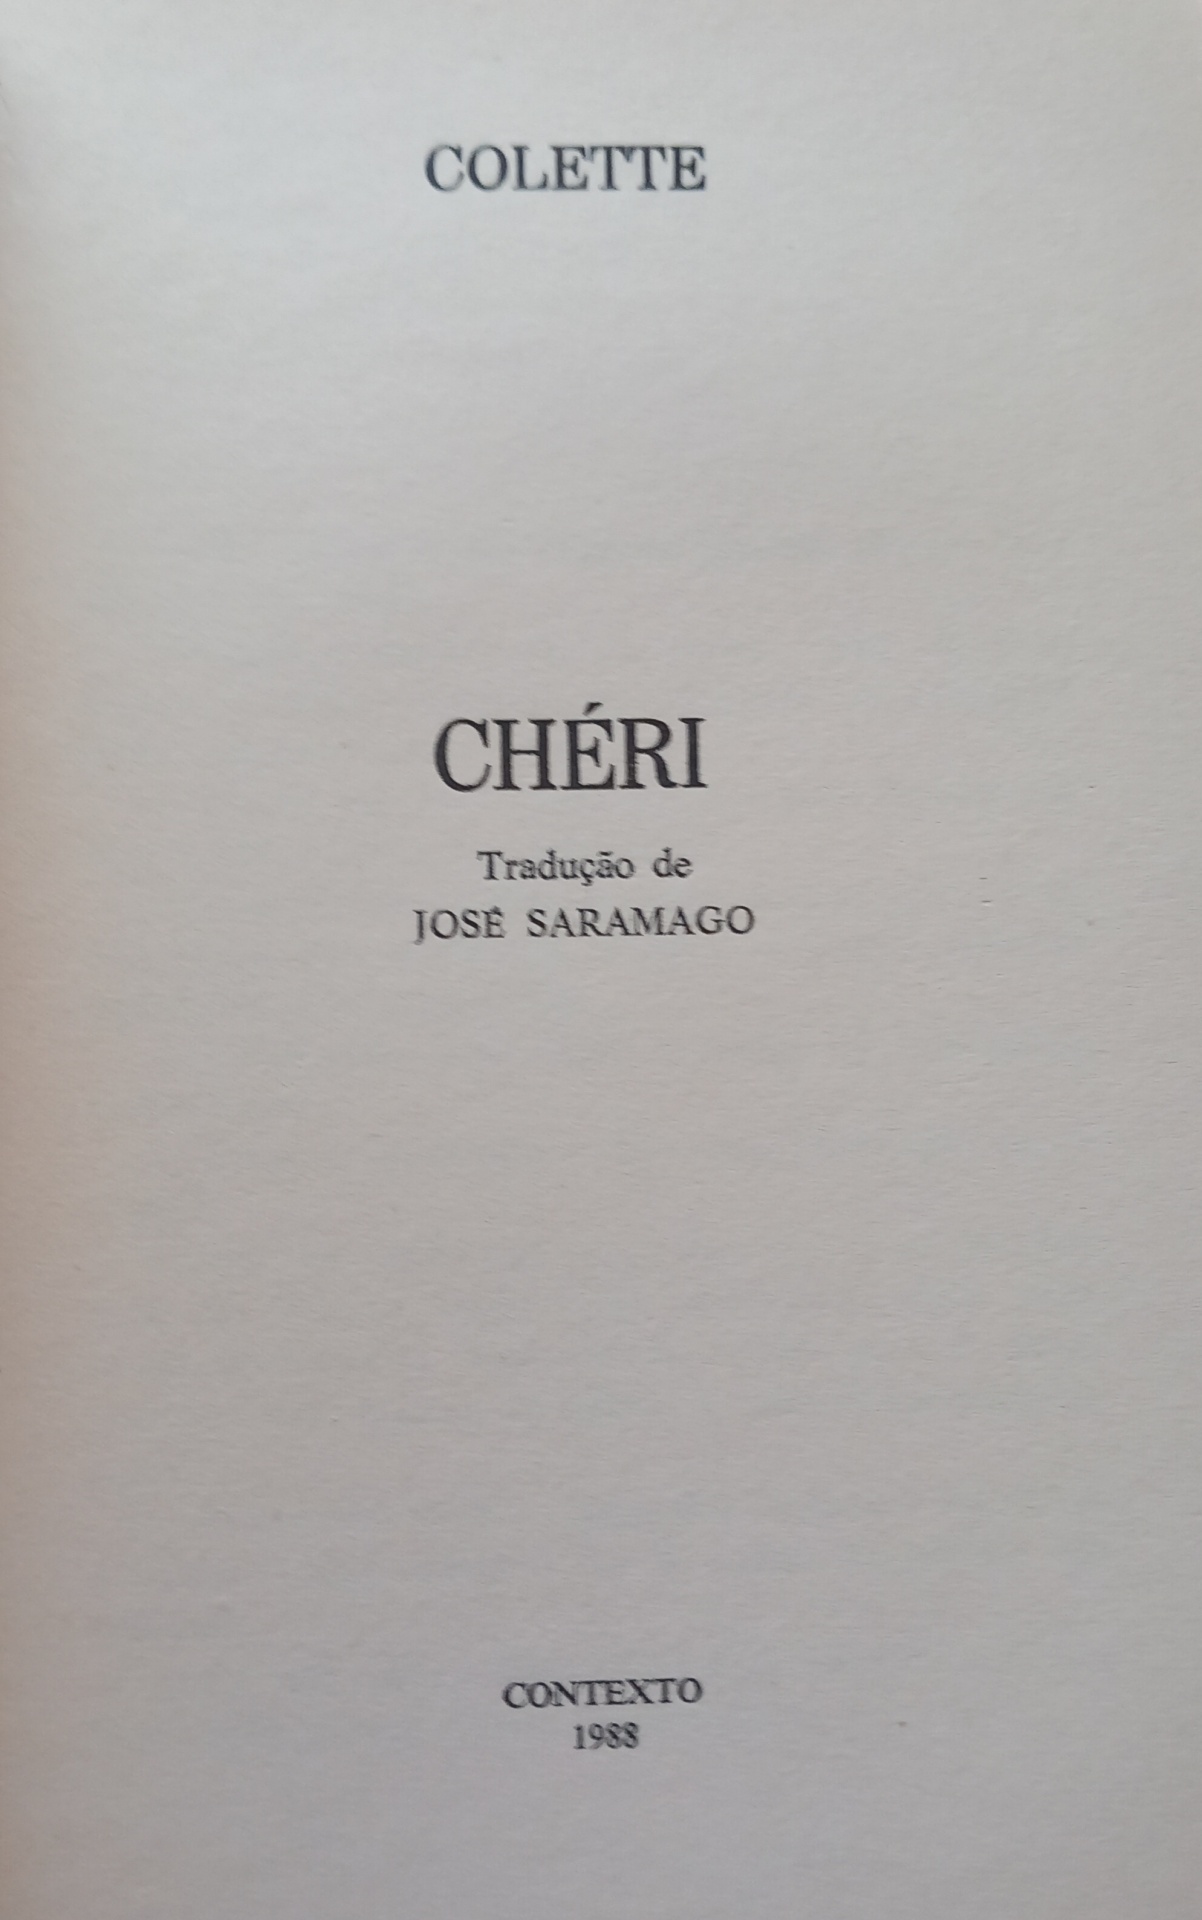 COLETTE
CHÉRI
Tradução de
JOSÉ SARAMAGO
CONTEXTO
1988